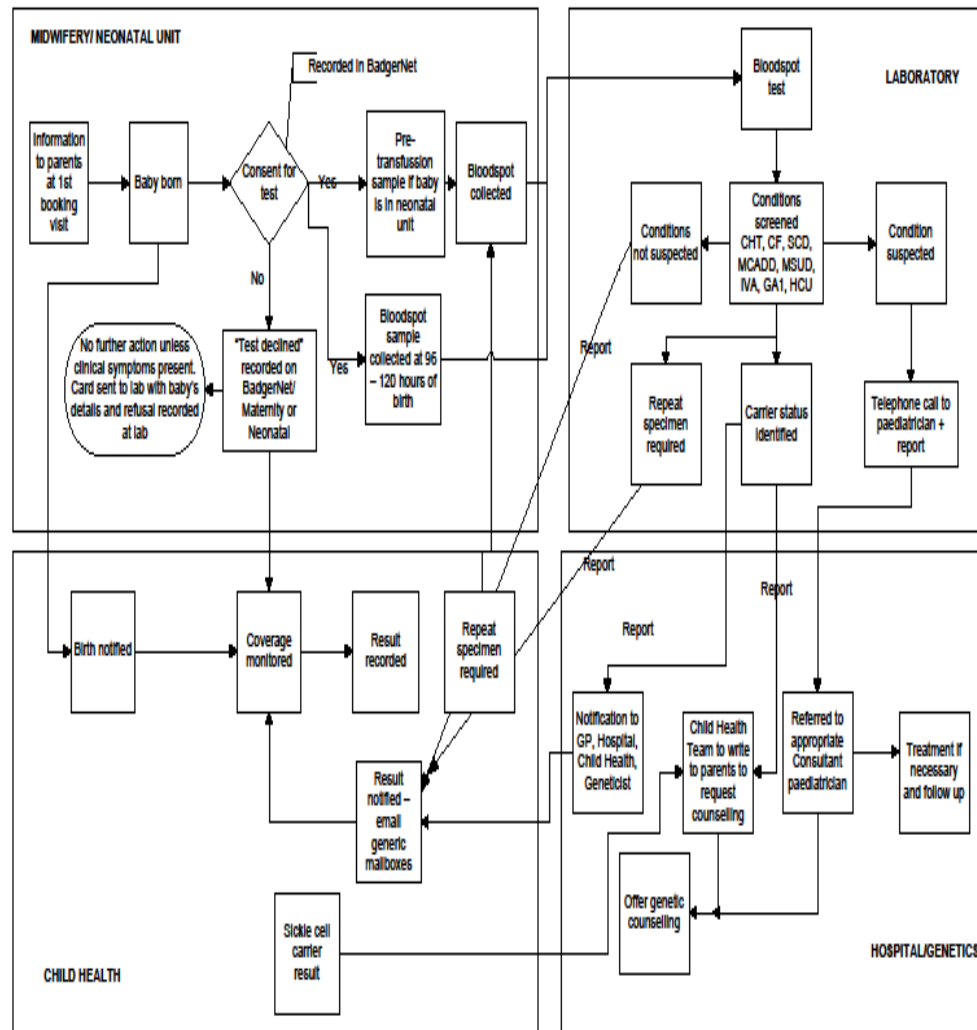 MIDWIFERY/ NEONATAL UNIT
Recorded in BadgerNet
Information
to parents
at 1st
booking
visit
Baby born
Consent for
test
Yes
Pre-
transfussion
sample if baby
is in neonatal
unit
Bloodspot
collected
No
Yes
Bloodspot
sample
collected at 96
– 120 hours of
birth
"Test declined"
recorded on
BadgerNet/
Maternity or
Neonatal
No further action unless
clinical symptoms present.
Card sent to lab with baby's
details and refusal recorded
at lab
LABORATORY
Bloodspot
test
Conditions
not suspected
Conditions
screened
CHT, CF, SCD,
MCADD, MSUD,
IVA, GA1, HCU
Condition
suspected
Report
Repeat
specimen
required
Carrier status
identified
Telephone call to
paediatrician +
report
Birth notified
Coverage
monitored
Result
recorded
Repeat
specimen
required
Result
notified –
email
generic
mailboxes
Sickle cell
carrier
result
CHILD HEALTH
Report
Report
Report
Notification to
GP, Hospital,
Child Health,
Geneticist
Child Health
Team to write
to parents to
request
counselling
Referred to
appropriate
Consultant
paediatrician
Treatment if
necessary
and follow up
Offer genetic
counselling
HOSPITAL/GENETICS